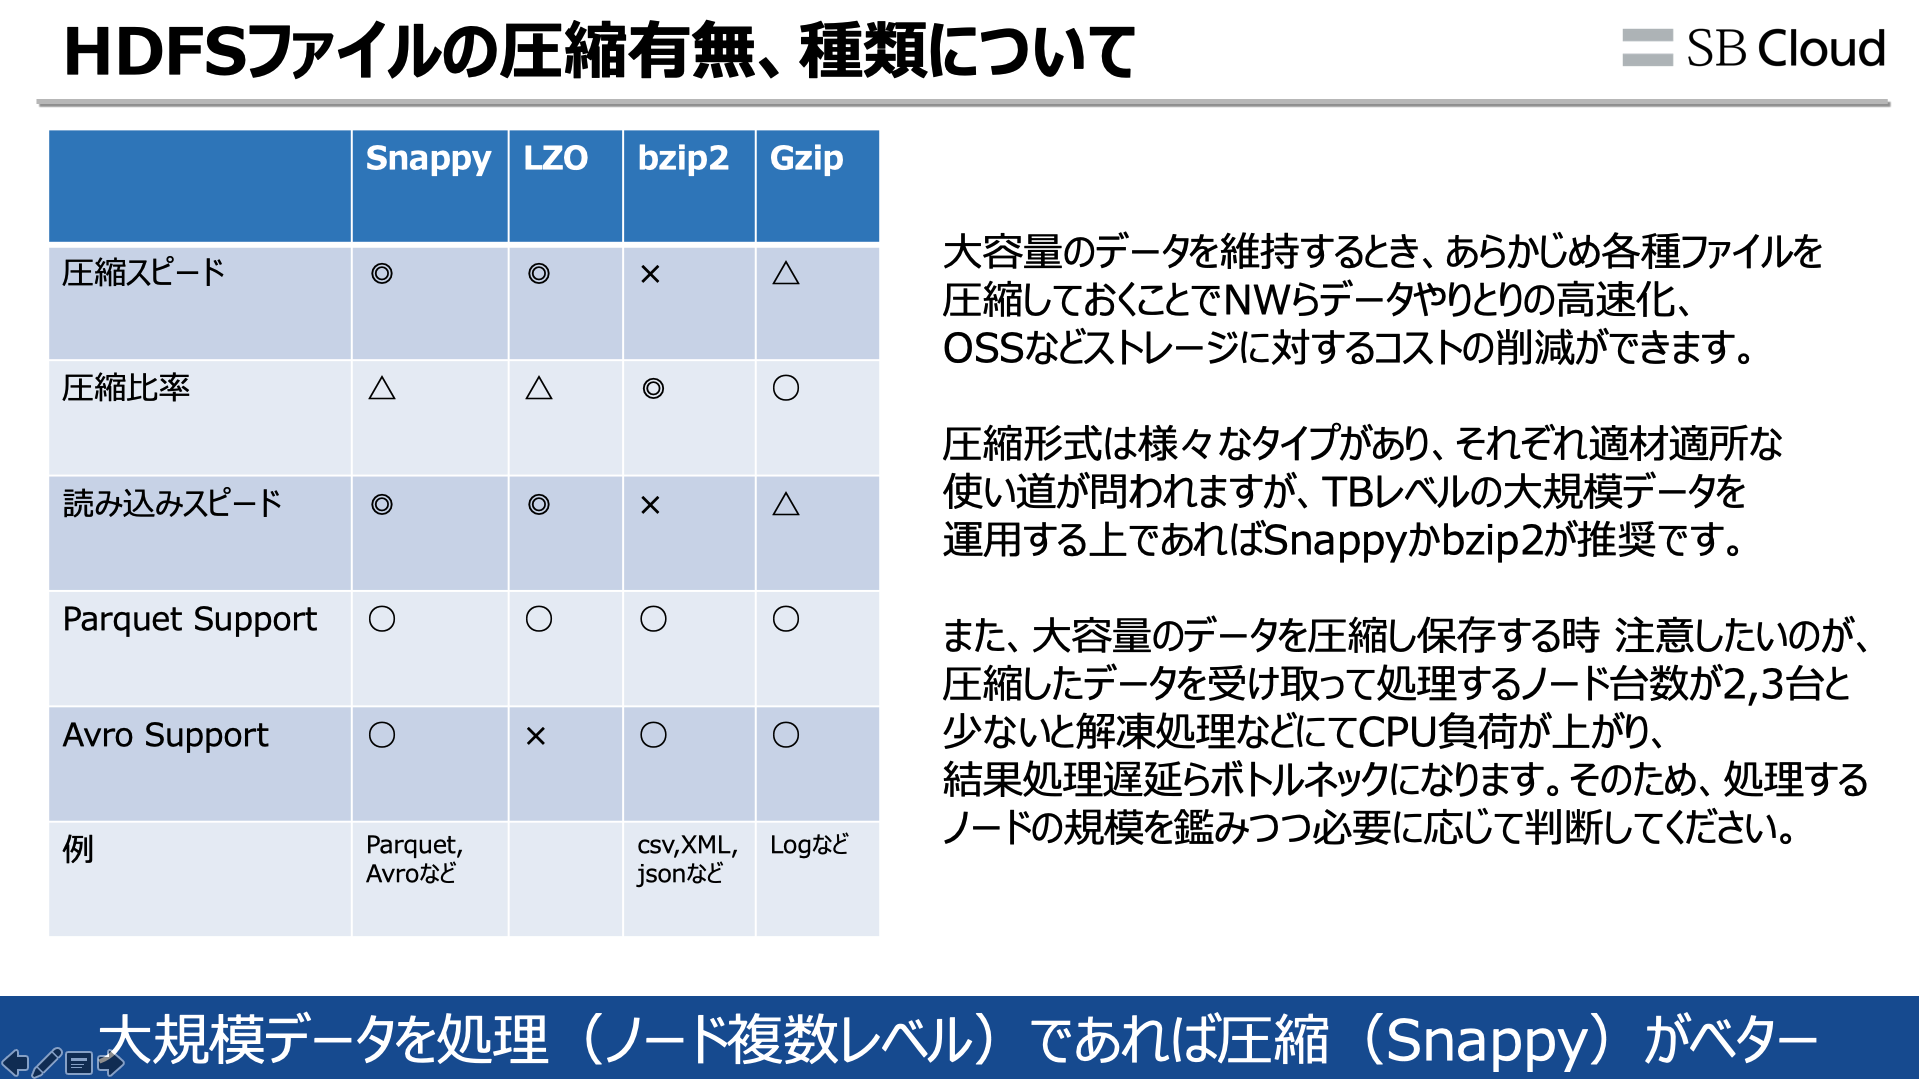 HDFSファイルの圧縮有無、種類について
SB Cloud
Snappy LZO bzip2 Gzip
圧縮スピード ◎ ◎ × △
圧縮比率 △ △ ◎ ○
読み込みスピード ◎ ◎ × △
Parquet Support ○ ○ ○ ○
Avro Support ○ × ○ ○
例 Parquet, Avroなど csv,XML, jsonなど Logなど
大容量のデータを維持するとき、あらかじめ各種ファイルを
圧縮しておくことでNWらデータやりとりの高速化、
OSSなどストレージに対するコストの削減ができます。
圧縮形式は様々なタイプがあり、それぞれ適材適所な
使い道が問われますが、TBレベルの大規模データを
運用する上であればSnappyかbzip2が推奨です。
また、大容量のデータを圧縮し保存する時 注意したいのが、
圧縮したデータを受け取って処理するノード台数が2,3台と
少ないと解凍処理などにてCPU負荷が上がり、
結果処理遅延らボトルネックになります。そのため、処理する
ノードの規模を鑑みつつ必要に応じて判断してください。
大規模データを処理（ノード複数レベル）であれば圧縮（Snappy）がベター